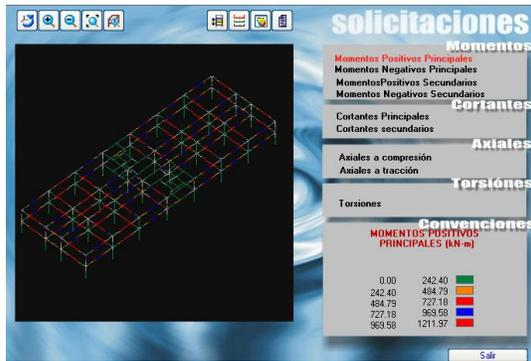 solicitaciones
Momentos
Momentos Positivos Principales
Momentos Negativos Principales
MomentosPositivos Secundarios
Momentos Negativos Secundarios
Cortantes
Cortantes Principales
Cortantes secundarios
Axiales
Axiales a compresión
Axiales a tracción
Torsiónes
Torsiones
Convenciones
MOMENTOS POSITIVOS
PRINCIPALES (kN-m)
0.00 242.40
242.40 484.79
484.79 727.18
727.18 969.58
969.58 1211.97
Salir